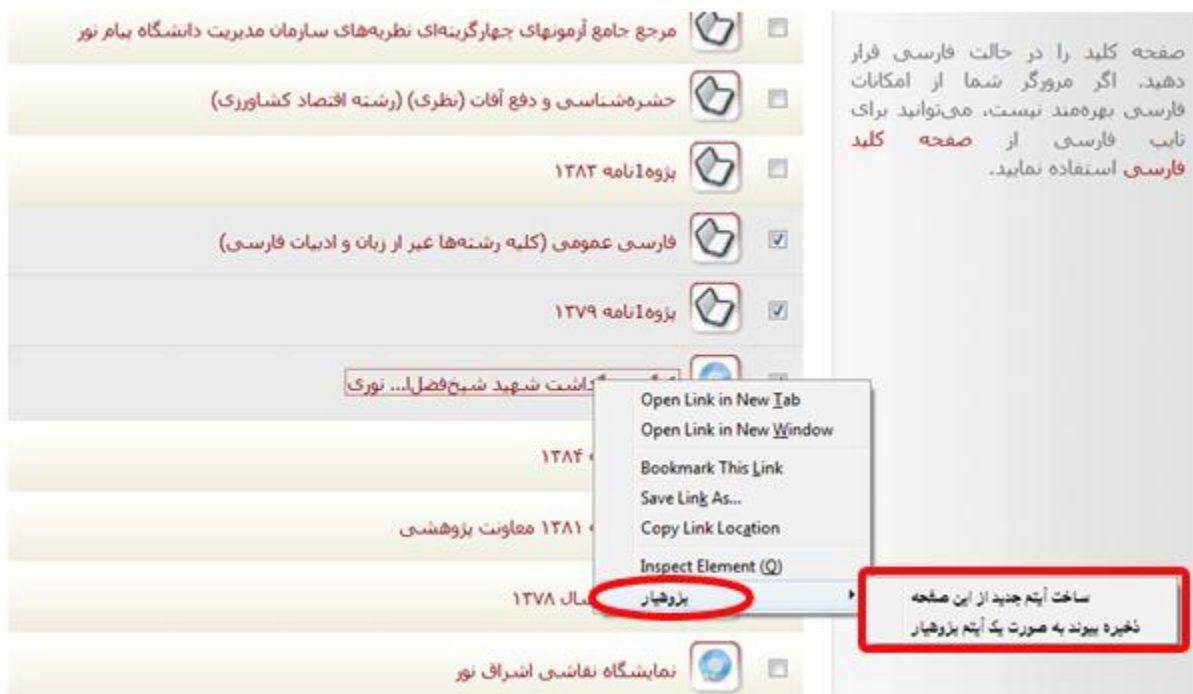 صفحه کلید را در حالت فارسی قرار
دهید. اگر مرورگر شما از امکانات
فارسی بهره‌مند نیست، می‌توانید برای
تایپ فارسی از صفحه کلید
فارسی استفاده نمایید.
مرجع جامع آزمونهای چهارگزینه‌ای نظریه‌های سازمان مدیریت دانشگاه پیام نور
حشره‌شناسی و دفع آفات (نظری) (رشته اقتصاد کشاورزی)
پژوه1نامه ۱۳۸۳
فارسی عمومی (کلیه رشته‌ها غیر از زبان و ادبیات فارسی)
پژوه1نامه ۱۳۷۹
شهید شیخ‌فضل‌ا... نوری
۱۳۸۴
۱۳۸۱ معاونت پژوهشی
۱۳۷۸
نمایشگاه نقاشی اشراق نور
Open Link in New Tab
Open Link in New Window
Bookmark This Link
Save Link As...
Copy Link Location
Inspect Element (Q)
پژوهیار
ساخت آیتم جدید از این صفحه
ذخیره پیوند به صورت یک آیتم پژوهیار